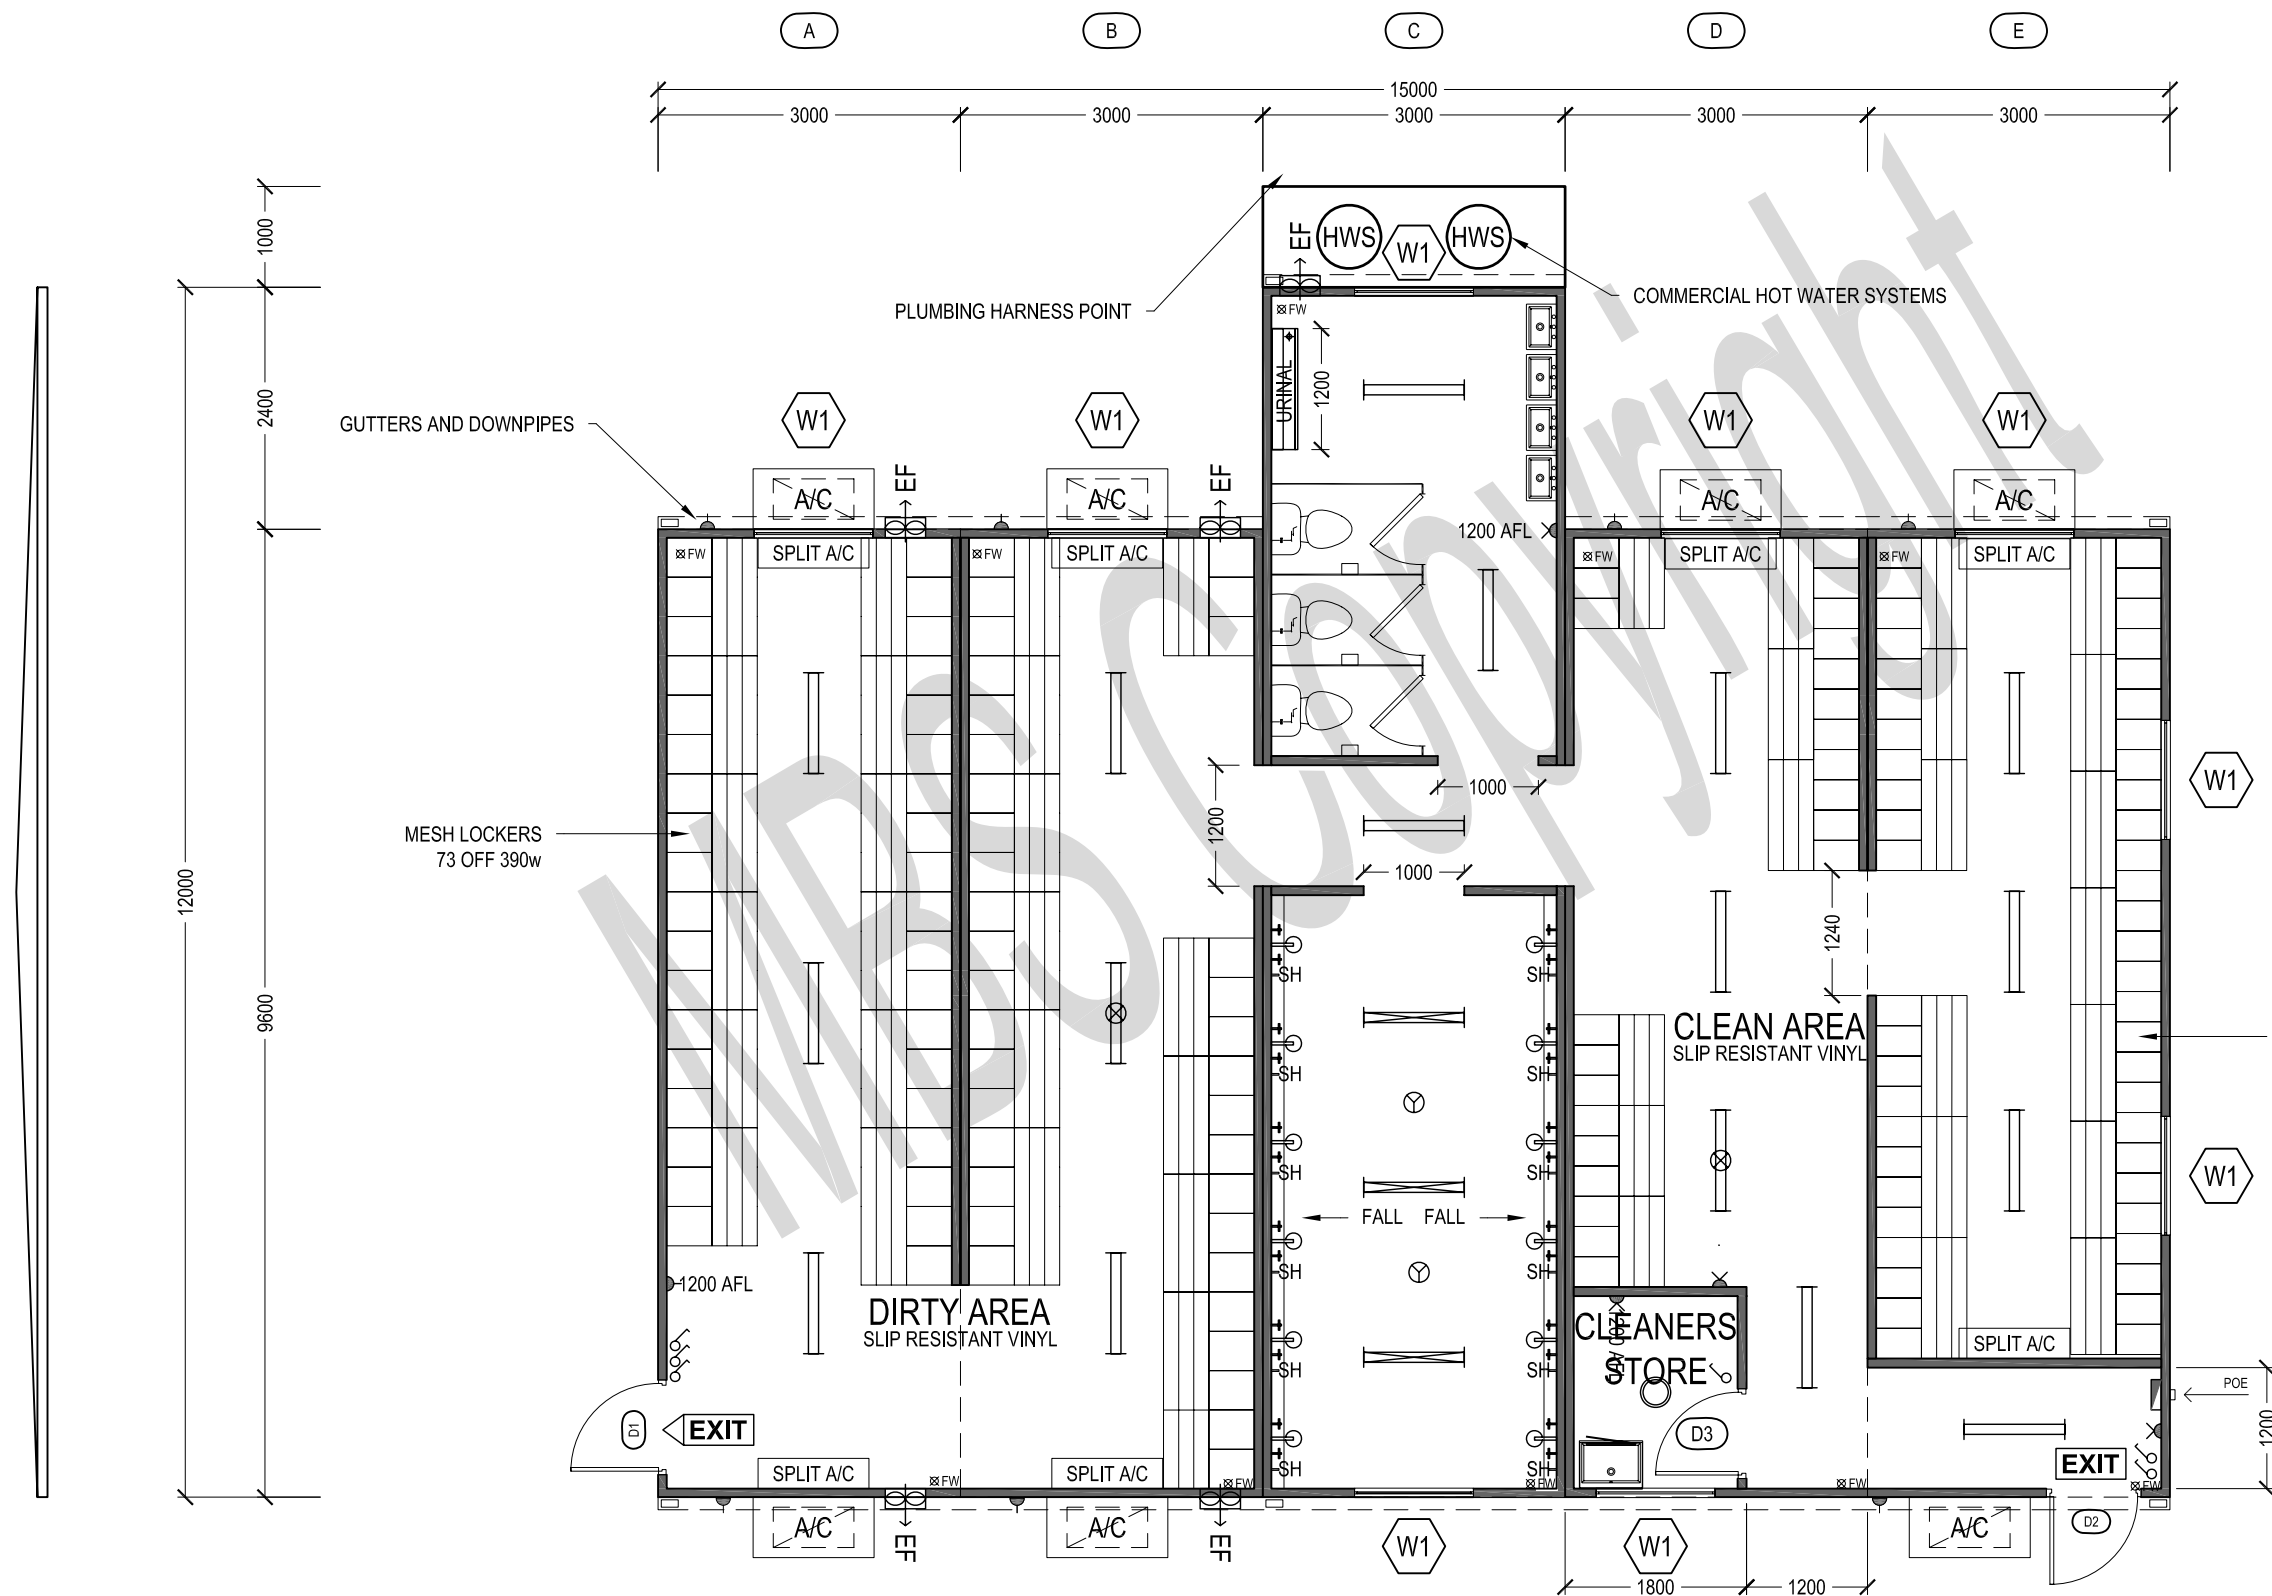 A
B
C
D
E
15000
3000
3000
3000
3000
3000
1000
2400
12000
9600
EF
HWS
W1
HWS
PLUMBING HARNESS POINT
COMMERCIAL HOT WATER SYSTEMS
FW
URINAL
1200
GUTTERS AND DOWNPIPES
W1
W1
W1
W1
A/C
EF
A/C
EF
A/C
A/C
1200 AFL
FW
SPLIT A/C
FW
SPLIT A/C
FW
SPLIT A/C
FW
SPLIT A/C
MBS Copyright
W1
1000
1200
MESH LOCKERS
73 OFF 390w
1000
1240
SH
SH
CLEAN AREA
SLIP RESISTANT VINYL
SH
SH
SH
SH
W1
FALL
FALL
SH
SH
1200 AFL
DIRTY AREA
SLIP RESISTANT VINYL
CLEANERS
STORE
1200 AFL
SPLIT A/C
SH
SH
POE
1200
D1
EXIT
D3
EXIT
SPLIT A/C
FW
SPLIT A/C
FW
SH
SH
FW
FW
FW
A/C
EF
A/C
EF
W1
W1
A/C
D2
1800
1200